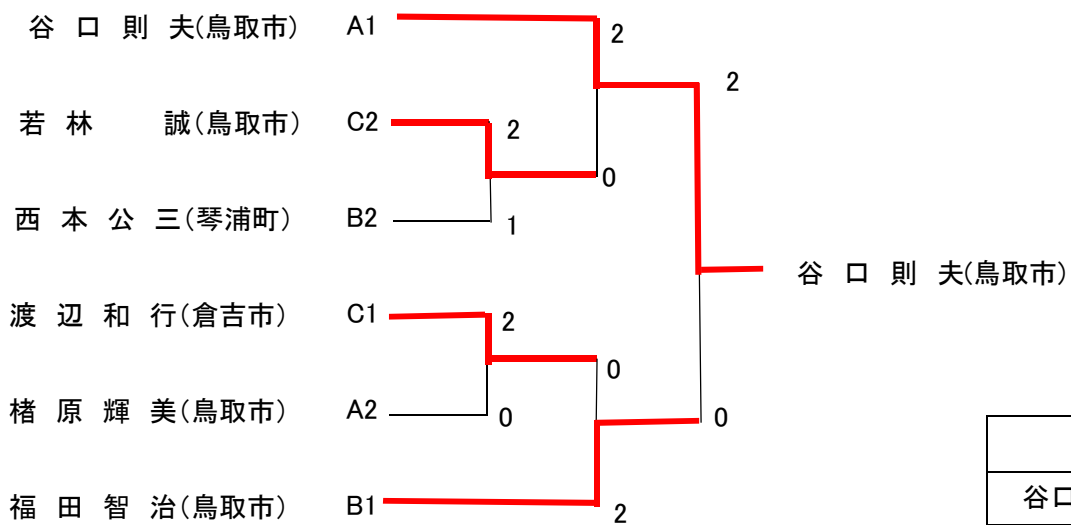 谷 口 則 夫(鳥取市) A1
2
2
若 林 誠(鳥取市) C2
2
0
西 本 公 三(琴浦町) B2
1
谷 口 則 夫(鳥取市)
渡 辺 和 行(倉吉市) C1
2
0
楮 原 輝 美(鳥取市) A2
0
0
福 田 智 治(鳥取市) B1
2
谷口